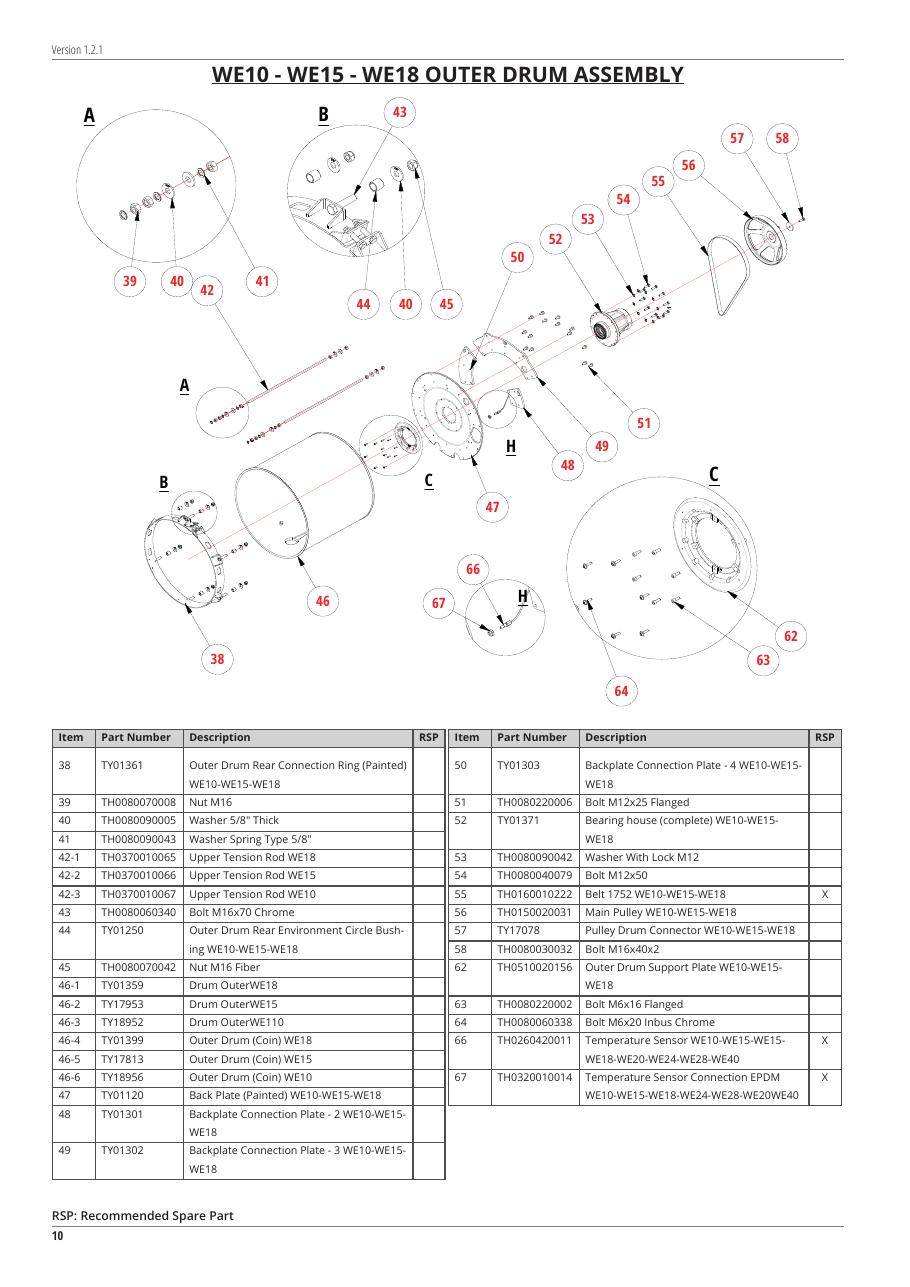 Version 1.2.1
WE10 - WE15 - WE18 OUTER DRUM ASSEMBLY
A
B
43
57
58
56
55
54
53
52
50
39
40
42
41
44
40
45
A
51
49
48
H
47
C
B
C
46
66
67
H
38
62
63
64
Item Part Number Description RSP
38 TY01361 Outer Drum Rear Connection Ring (Painted)
WE10-WE15-WE18
39 TH0080070008 Nut M16
40 TH0080090005 Washer 5/8" Thick
41 TH0080090043 Washer Spring Type 5/8"
42-1 TH0370010065 Upper Tension Rod WE18
42-2 TH0370010066 Upper Tension Rod WE15
42-3 TH0370010067 Upper Tension Rod WE10
43 TH0080060340 Bolt M16x70 Chrome
44 TY01250 Outer Drum Rear Environment Circle Bush-
ing WE10-WE15-WE18
45 TH0080070042 Nut M16 Fiber
46-1 TY01359 Drum OuterWE18
46-2 TY17953 Drum OuterWE15
46-3 TY18952 Drum OuterWE110
46-4 TY01399 Outer Drum (Coin) WE18
46-5 TY17813 Outer Drum (Coin) WE15
46-6 TY18956 Outer Drum (Coin) WE10
47 TY01120 Back Plate (Painted) WE10-WE15-WE18
48 TY01301 Backplate Connection Plate - 2 WE10-WE15-
WE18
49 TY01302 Backplate Connection Plate - 3 WE10-WE15-
WE18
Item Part Number Description RSP
50 TY01303 Backplate Connection Plate - 4 WE10-WE15-
WE18
51 TH0080220006 Bolt M12x25 Flanged
52 TY01371 Bearing house (complete) WE10-WE15-
WE18
53 TH0080090042 Washer With Lock M12
54 TH0080040079 Bolt M12x50
55 TH0160010222 Belt 1752 WE10-WE15-WE18 X
56 TH0150020031 Main Pulley WE10-WE15-WE18
57 TY17078 Pulley Drum Connector WE10-WE15-WE18
58 TH0080030032 Bolt M16x40x2
62 TH0510020156 Outer Drum Support Plate WE10-WE15-
WE18
63 TH0080220002 Bolt M6x16 Flanged
64 TH0080060338 Bolt M6x20 Inbus Chrome
66 TH0260420011 Temperature Sensor WE10-WE15-WE15- X
WE18-WE20-WE24-WE28-WE40
67 TH0320010014 Temperature Sensor Connection EPDM X
WE10-WE15-WE18-WE24-WE28-WE20WE40
RSP: Recommended Spare Part
10